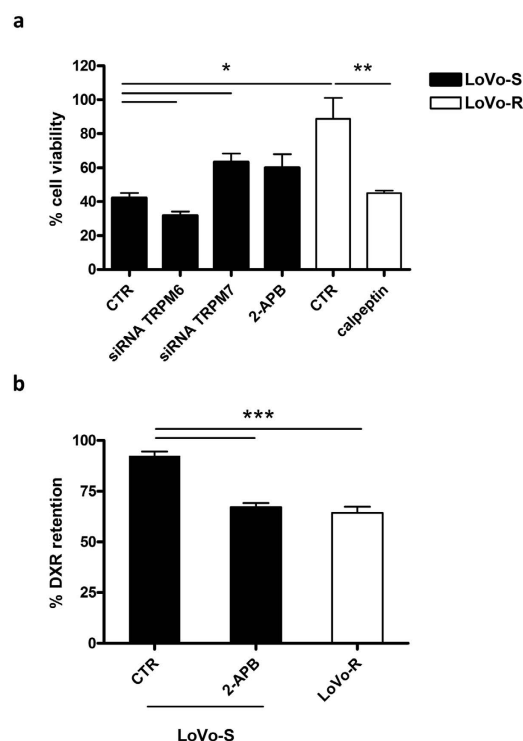 a
* **
LoVo-S
LoVo-R
% cell viability
120
100
80
60
40
20
0
CTR
siRNA TRPM6
siRNA TRPM7
2-APB
CTR
calpeptin
b
***
% DXR retention
100
75
50
25
0
CTR
2-APB
LoVo-R
LoVo-S